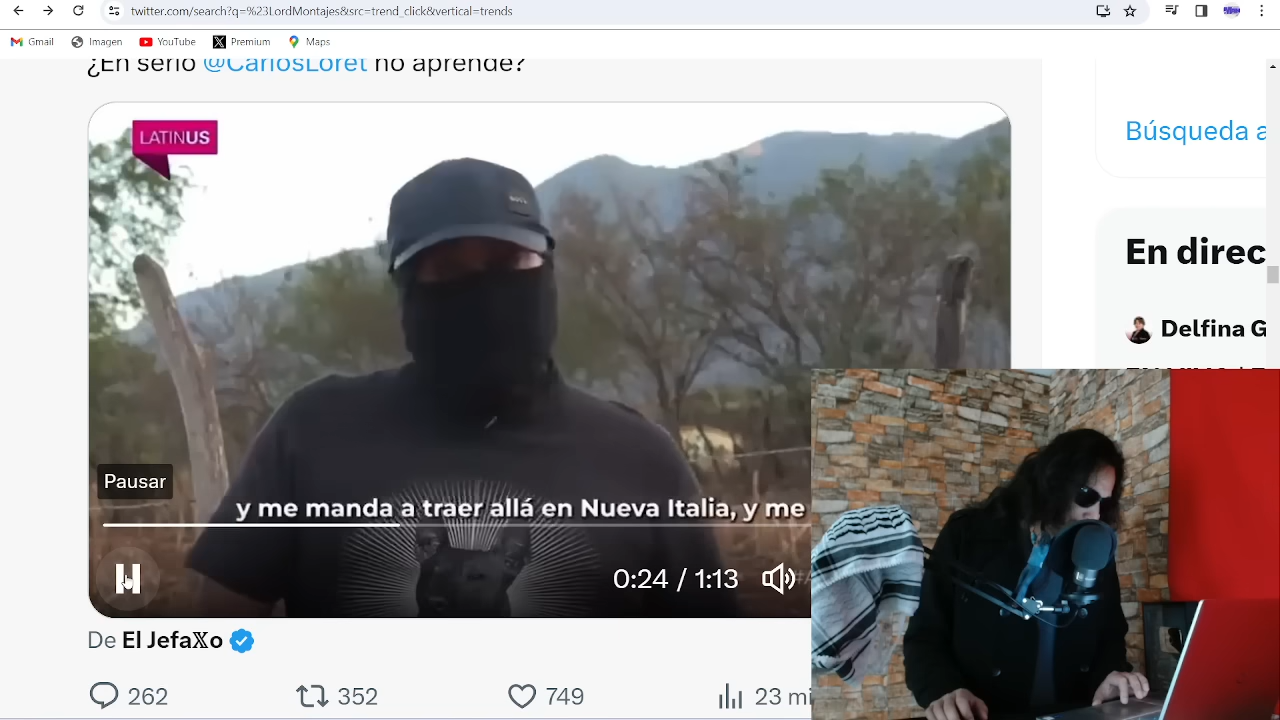 twitter.com/search?q=%23LordMontajes&src=trend_click&vertical=trends
Gmail
Imagen
YouTube
Premium
Maps
¿En serio @CarlosLoret no aprende?
Búsqueda a
LATINUS
En direc
Delfina G
Pausar
y me manda a traer allá en Nueva Italia, y me
0:24 / 1:13
De El Jefa𝕏o
262
352
749
23 mi